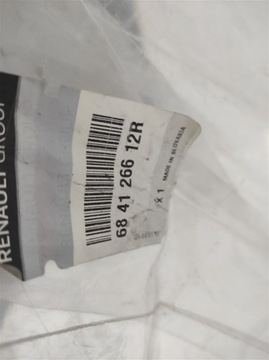 RENAULT GROUP
68 41 266 12R
X 1 MADE IN SLOVAKIA